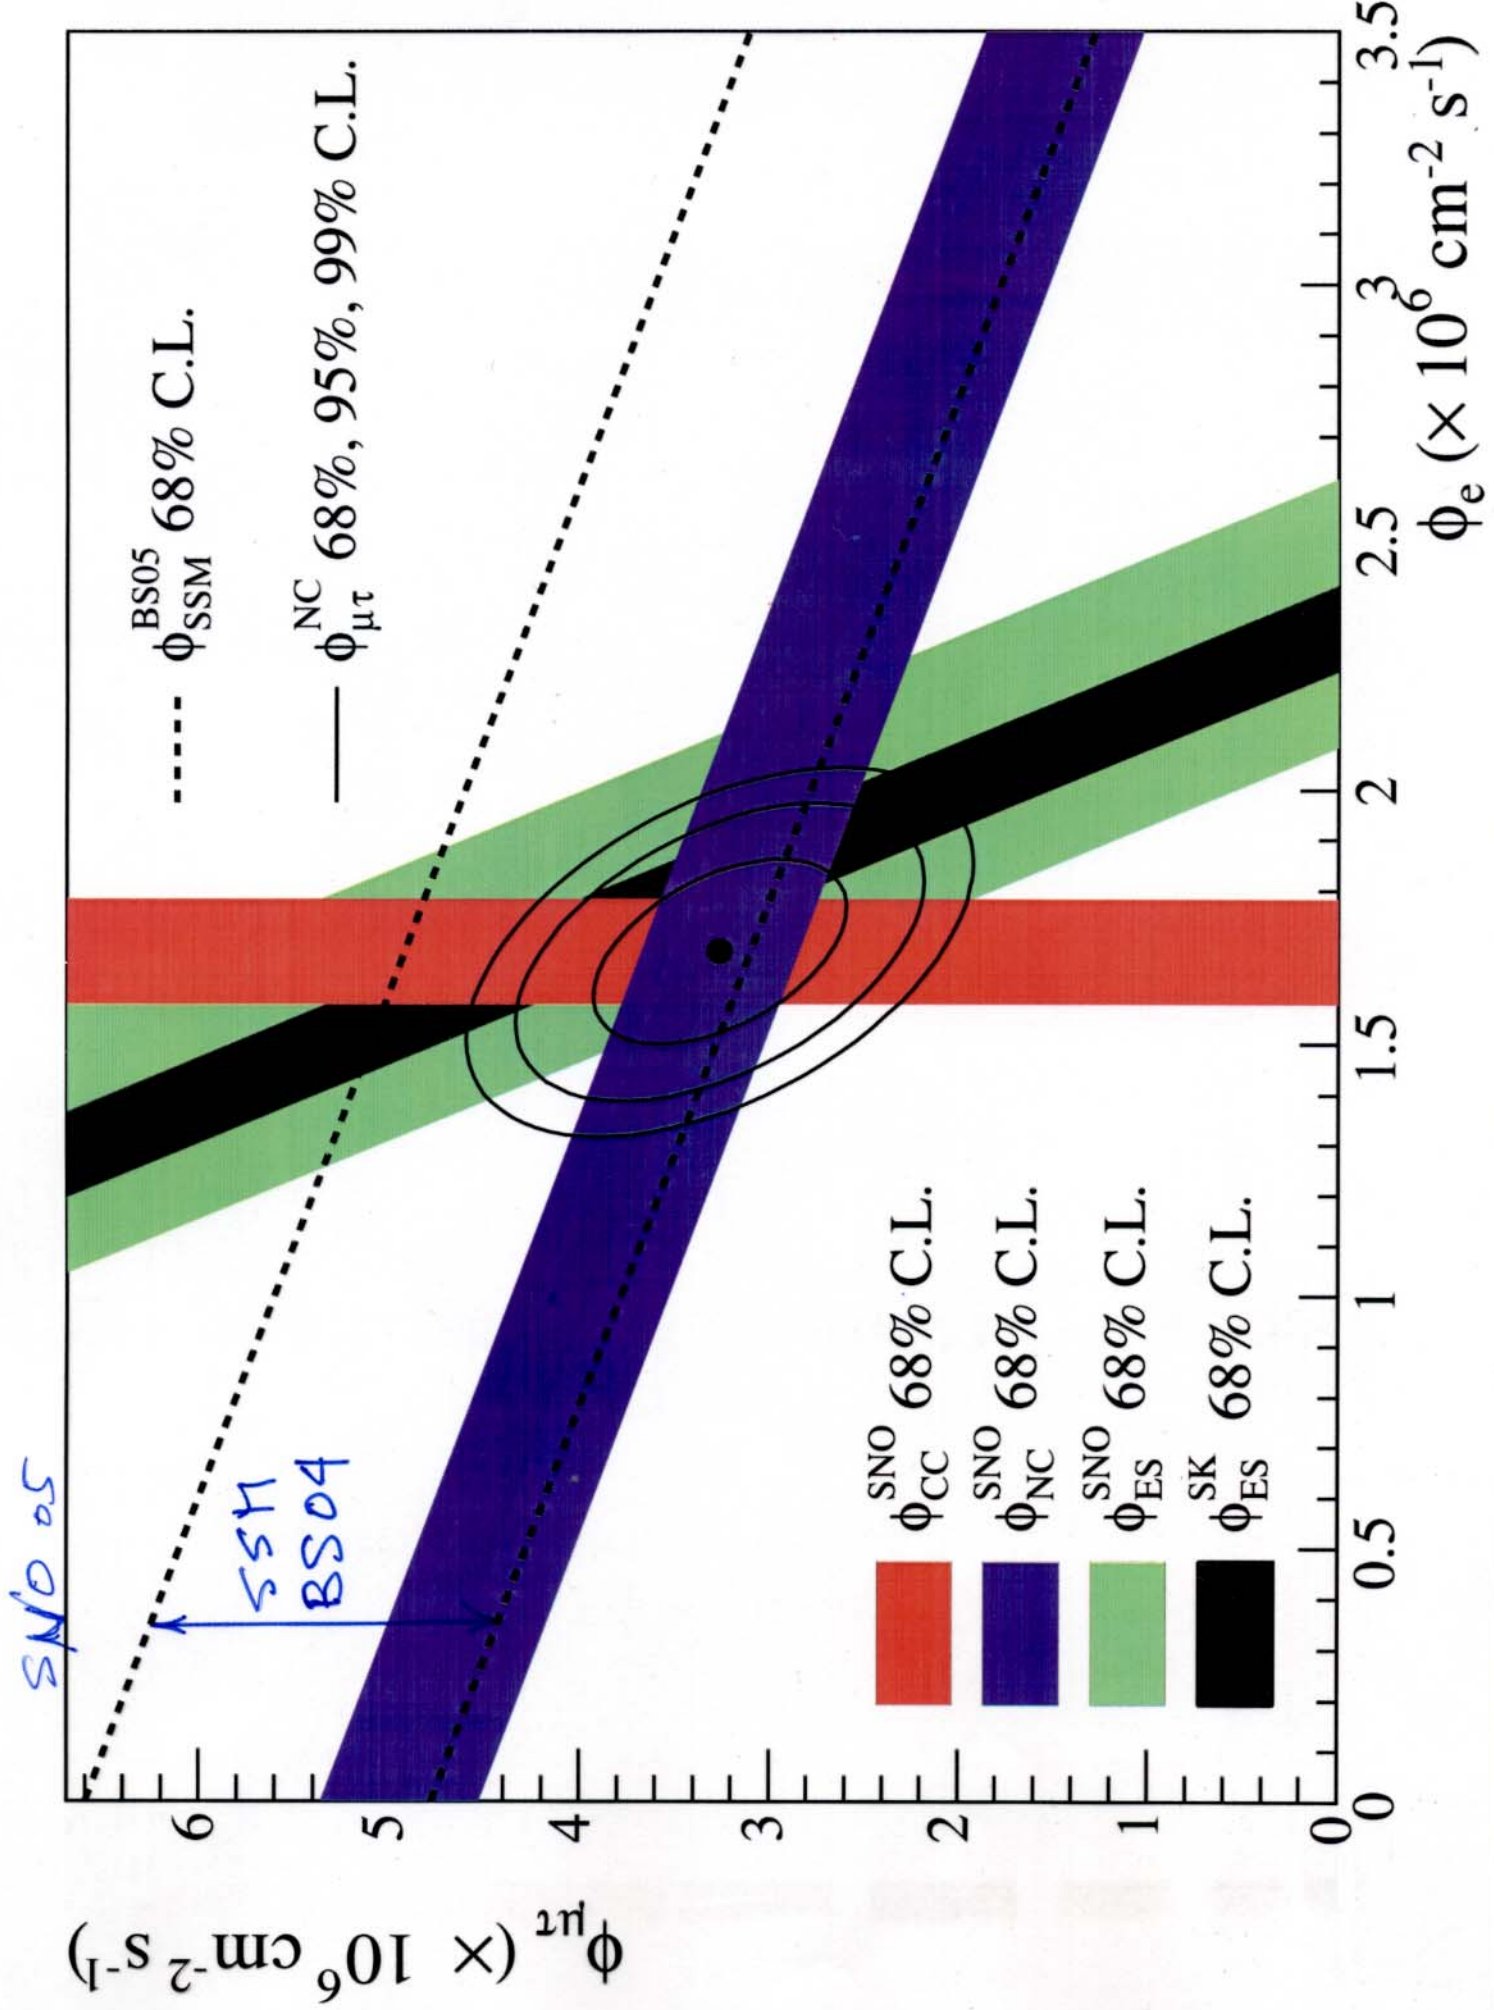 SNO 05
SSM
BS04
ϕ_SSM^BS05 68% C.L.
ϕ_μτ^NC 68%, 95%, 99% C.L.
ϕ_CC^SNO 68% C.L.
ϕ_NC^SNO 68% C.L.
ϕ_ES^SNO 68% C.L.
ϕ_ES^SK 68% C.L.
ϕ_μτ (× 10^6 cm^-2 s^-1)
6
5
4
3
2
1
0
0 0.5 1 1.5 2 2.5 3 3.5
ϕ_e (× 10^6 cm^-2 s^-1)